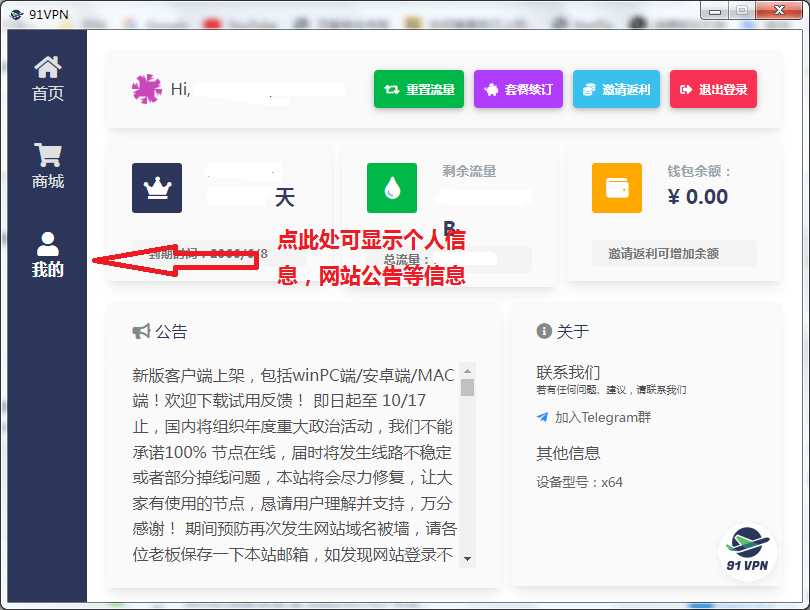 91VPN
首页
商城
我的
Hi,
重置流量
套餐续订
邀请返利
退出登录
天
剩余流量
B
总流量：
钱包余额：
¥ 0.00
邀请返利可增加余额
到期时间：2066/6/8
点此处可显示个人信
息，网站公告等信息
公告
新版客户端上架，包括winPC端/安卓端/MAC
端！欢迎下载试用反馈！ 即日起至 10/17
止，国内将组织年度重大政治活动，我们不能
承诺100% 节点在线，届时将发生线路不稳定
或者部分掉线问题，本站将会尽力修复，让大
家有使用的节点，恳请用户理解并支持，万分
感谢！ 期间预防再次发生网站域名被墙，请各
位老板保存一下本站邮箱，如发现网站登录不
关于
联系我们
若有任何问题、建议，请联系我们
加入Telegram群
其他信息
设备型号：x64
91 VPN